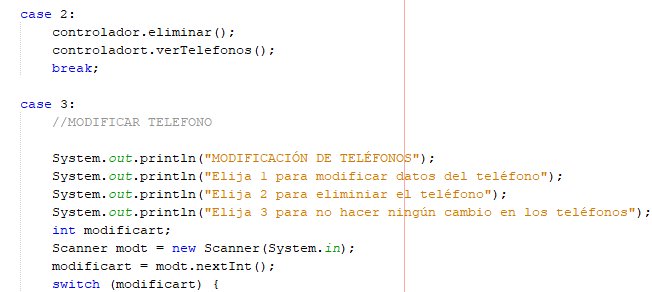 case 2:
controlador.eliminar();
controladort.verTelefonos();
break;
case 3:
//MODIFICAR TELEFONO
System.out.println("MODIFICACIÓN DE TELÉFONOS");
System.out.println("Elija 1 para modificar datos del teléfono");
System.out.println("Elija 2 para eliminiar el teléfono");
System.out.println("Elija 3 para no hacer ningún cambio en los teléfonos");
int modificart;
Scanner modt = new Scanner(System.in);
modificart = modt.nextInt();
switch (modificart) {